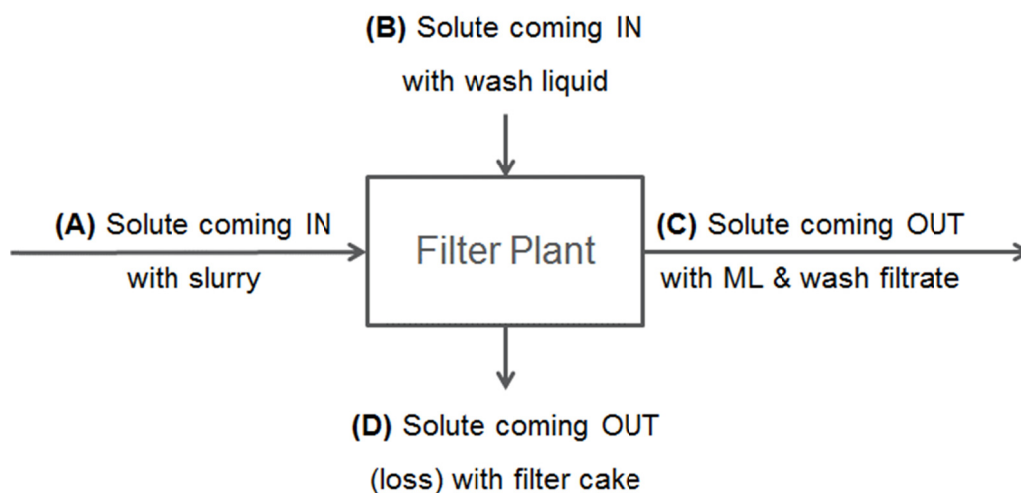 (B) Solute coming IN
with wash liquid
(A) Solute coming IN
with slurry
Filter Plant
(C) Solute coming OUT
with ML & wash filtrate
(D) Solute coming OUT
(loss) with filter cake